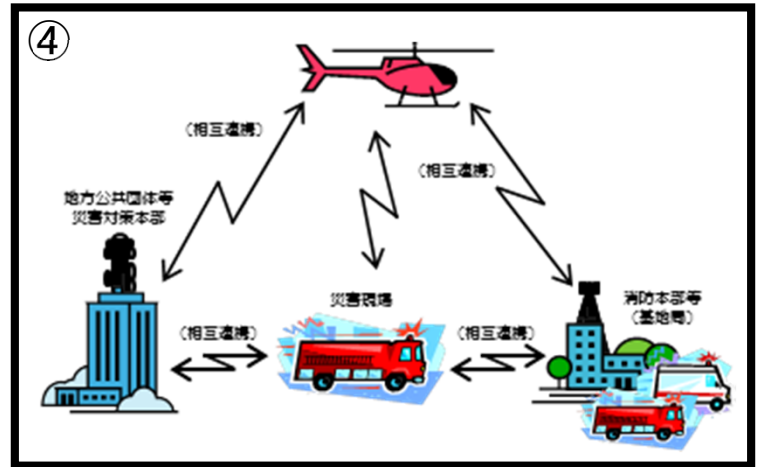 ④
（相互連携）
（相互連携）
地方公共団体等
災害対策本部
災害現場
消防本部等
（基地局）
（相互連携）
（相互連携）